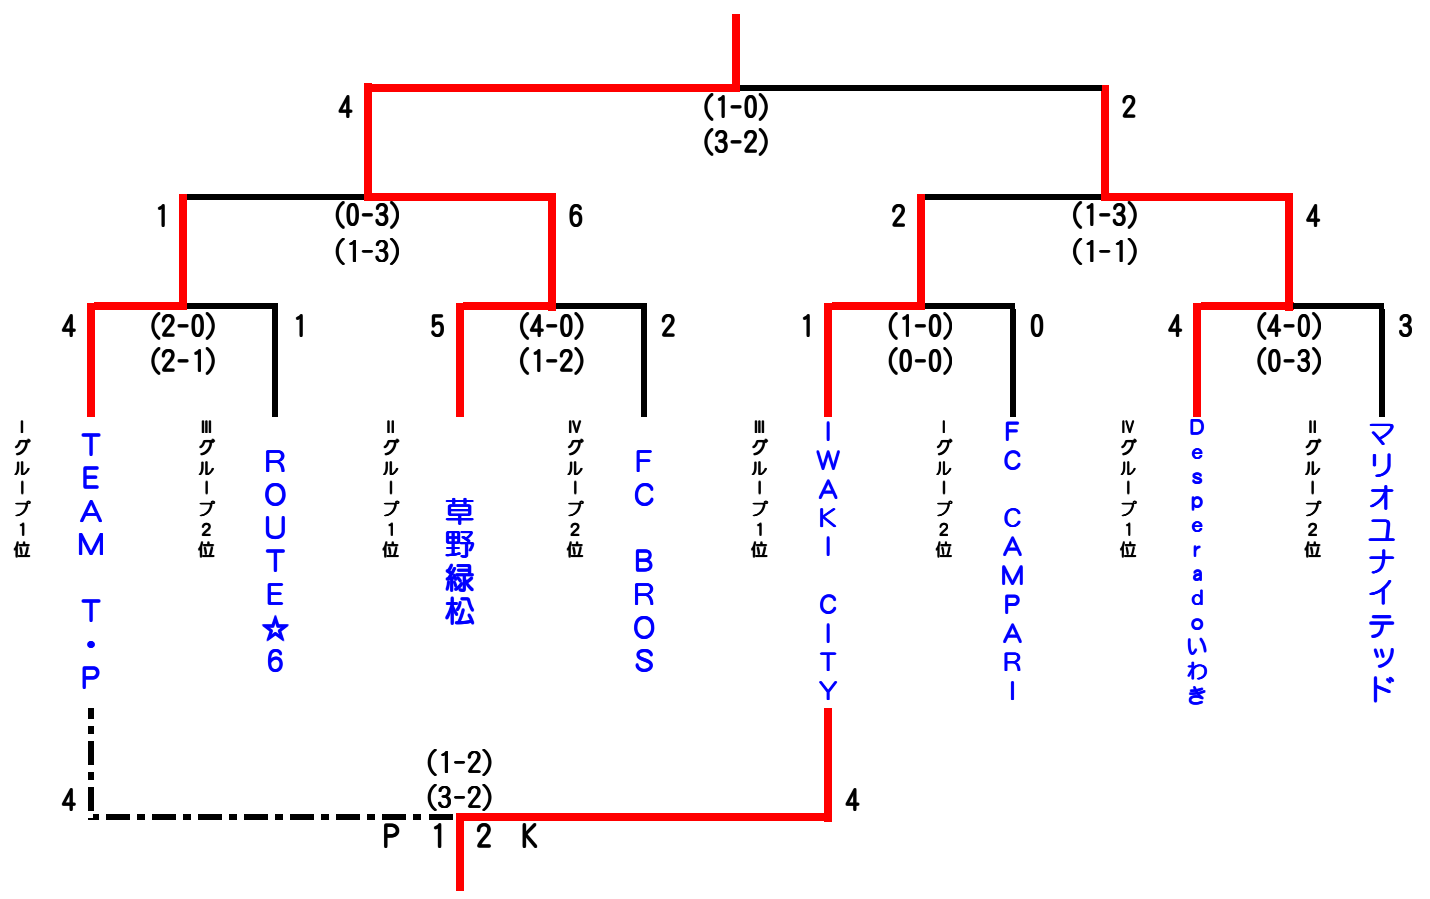 4
(1-0)
2
(3-2)
1
(0-3)
6
2
(1-3)
4
(1-3)
(1-1)
4
(2-0)
1
5
(4-0)
2
1
(1-0)
0
4
(4-0)
3
(2-1)
(1-2)
(0-0)
(0-3)
Ⅰグループ1位
TEAM T・P
Ⅲグループ2位
ROUTE☆6
Ⅱグループ1位
草野緑松
Ⅳグループ2位
FC BROS
Ⅲグループ1位
IWAKI CITY
Ⅰグループ2位
FC CAMPARI
Ⅳグループ1位
Desperadoいわき
Ⅱグループ2位
マリオユナイテッド
(1-2)
4
(3-2)
4
P 1 2 K